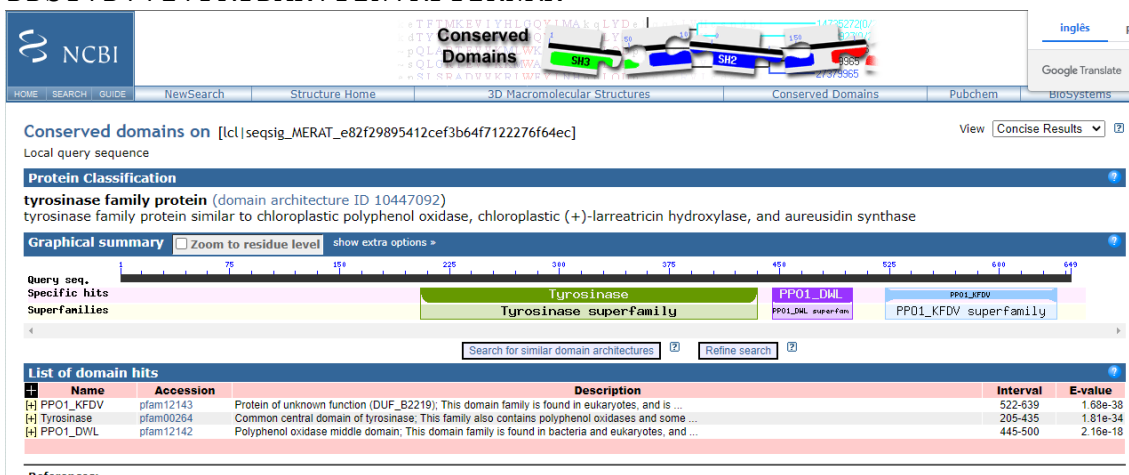 NCBI
Conserved
Domains
SH3
SH2
inglês
Google Translate
HOME SEARCH GUIDE NewSearch Structure Home 3D Macromolecular Structures Conserved Domains Pubchem BioSystems
Conserved domains on [lcl|seqsig_MERAT_e82f29895412cef3b64f7122276f64ec]
View Concise Results
Local query sequence
Protein Classification
tyrosinase family protein (domain architecture ID 10447092)
tyrosinase family protein similar to chloroplastic polyphenol oxidase, chloroplastic (+)-larreatricin hydroxylase, and aureusidin synthase
Graphical summary Zoom to residue level show extra options »
1 75 150 225 300 375 450 525 600 649
Query seq.
Specific hits Tyrosinase PPO1_DWL PPO1_KFDV
Superfamilies Tyrosinase superfamily PPO1_DWL superfam PPO1_KFDV superfamily
Search for similar domain architectures Refine search
List of domain hits
+ Name Accession Description Interval E-value
[+] PPO1_KFDV pfam12143 Protein of unknown function (DUF_B2219); This domain family is found in eukaryotes, and is ... 522-639 1.68e-38
[+] Tyrosinase pfam00264 Common central domain of tyrosinase; This family also contains polyphenol oxidases and some ... 205-435 1.81e-34
[+] PPO1_DWL pfam12142 Polyphenol oxidase middle domain; This domain family is found in bacteria and eukaryotes, and ... 445-500 2.16e-18